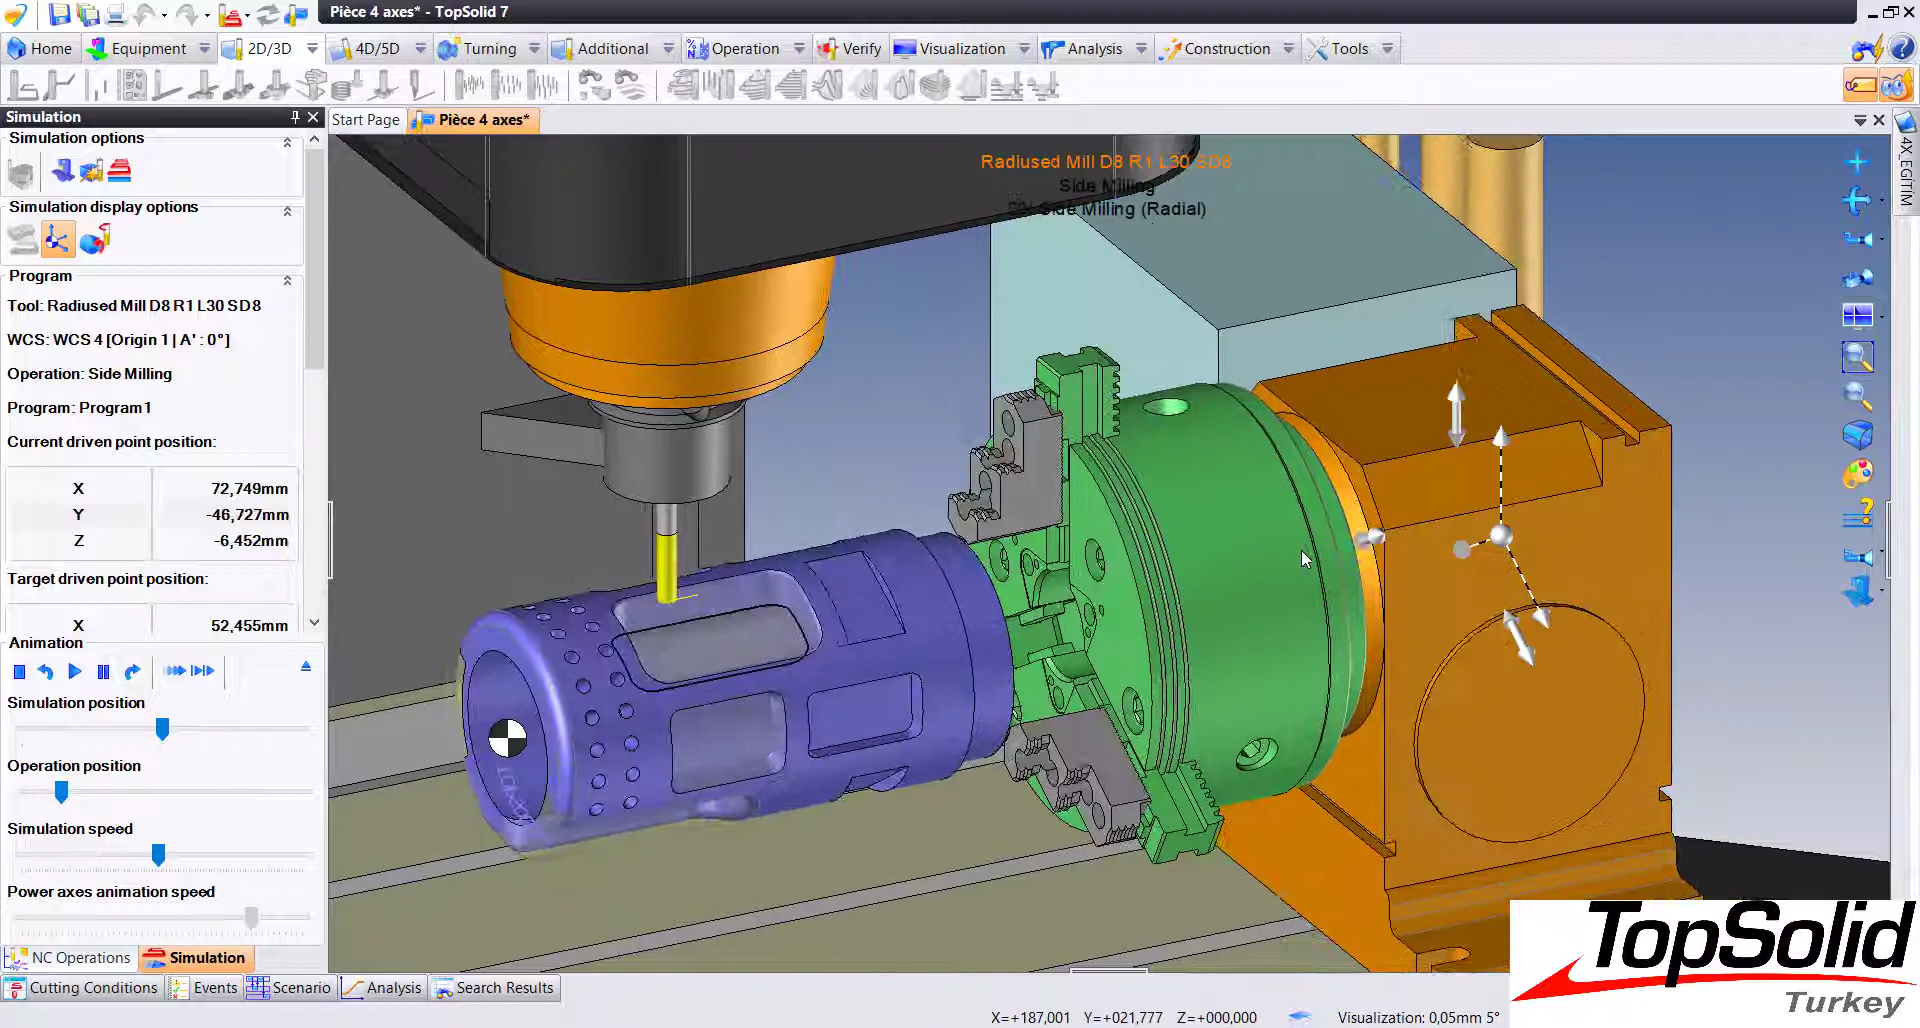 Pièce 4 axes* - TopSolid 7
Home Equipment 2D/3D 4D/5D Turning Additional Operation Verify Visualization Analysis Construction Tools
Simulation
Start Page Pièce 4 axes*
4X_EGİTİM
Simulation options
Simulation display options
Program
Tool: Radiused Mill D8 R1 L30 SD8
WCS: WCS 4 [Origin 1 | A' : 0°]
Operation: Side Milling
Program: Program1
Current driven point position:
X 72,749mm
Y -46,727mm
Z -6,452mm
Target driven point position:
X 52,455mm
Animation
Simulation position
Operation position
Simulation speed
Power axes animation speed
NC Operations Simulation
Radiused Mill D8 R1 L30 SD8
Side Milling
Side Milling (Radial)
Cutting Conditions Events Scenario Analysis Search Results
X=+187,001 Y=+021,777 Z=+000,000 Visualization: 0,05mm 5°
TopSolid
Turkey